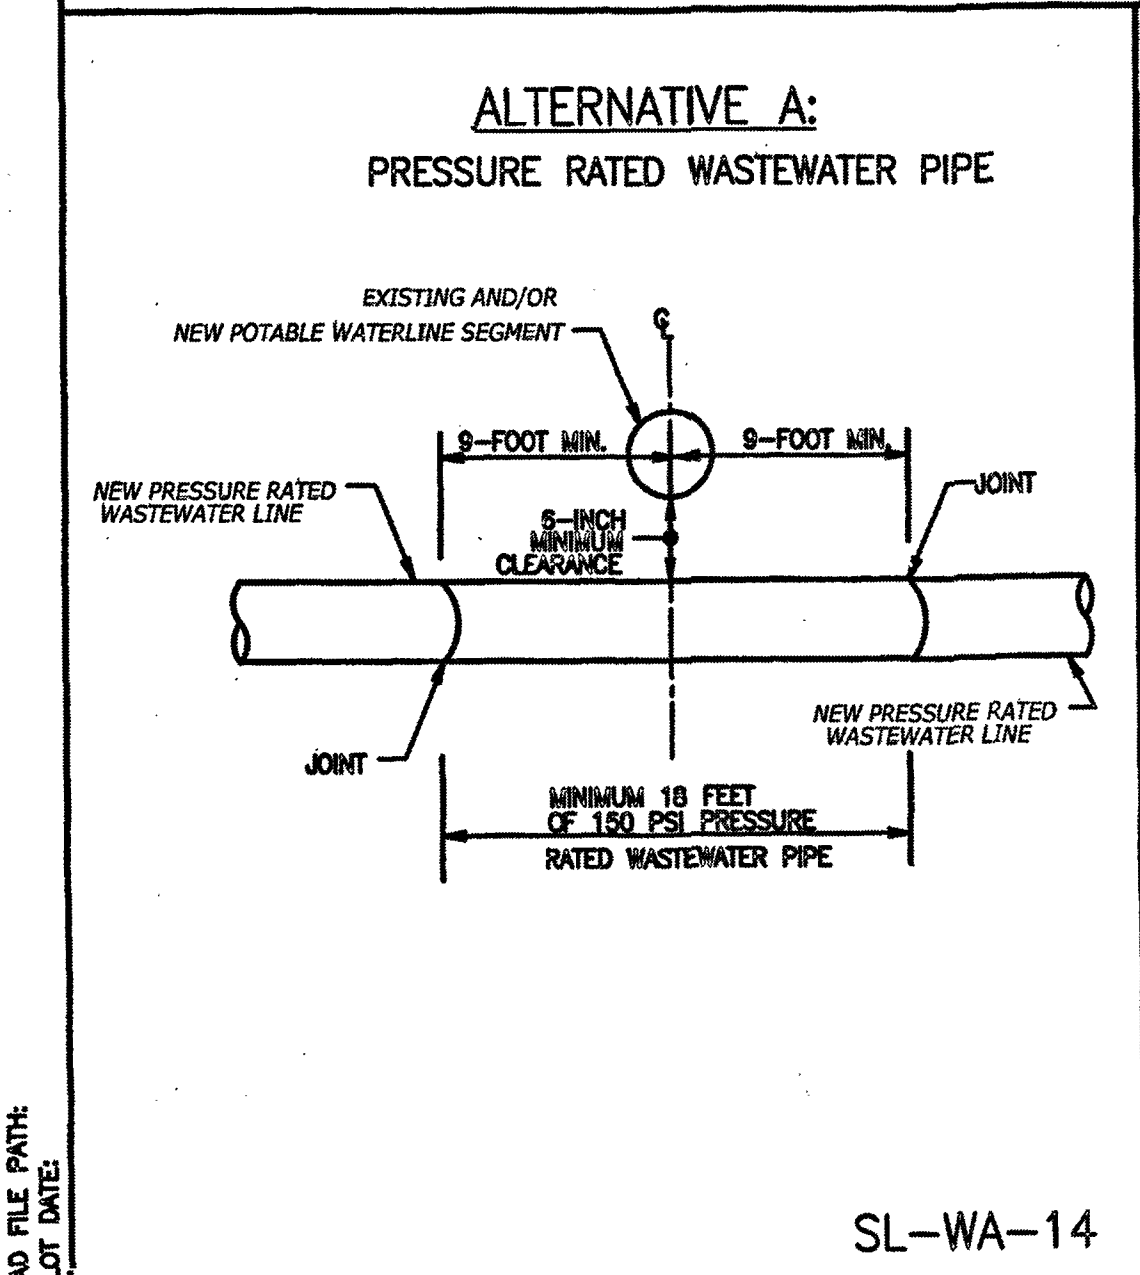 ALTERNATIVE A:
PRESSURE RATED WASTEWATER PIPE
EXISTING AND/OR
NEW POTABLE WATERLINE SEGMENT
℄
9-FOOT MIN.
9-FOOT MIN.
NEW PRESSURE RATED
WASTEWATER LINE
JOINT
6-INCH
MINIMUM
CLEARANCE
NEW PRESSURE RATED
WASTEWATER LINE
JOINT
MINIMUM 18 FEET
OF 150 PSI PRESSURE
RATED WASTEWATER PIPE
AD FILE PATH:
LOT DATE:
SL-WA-14